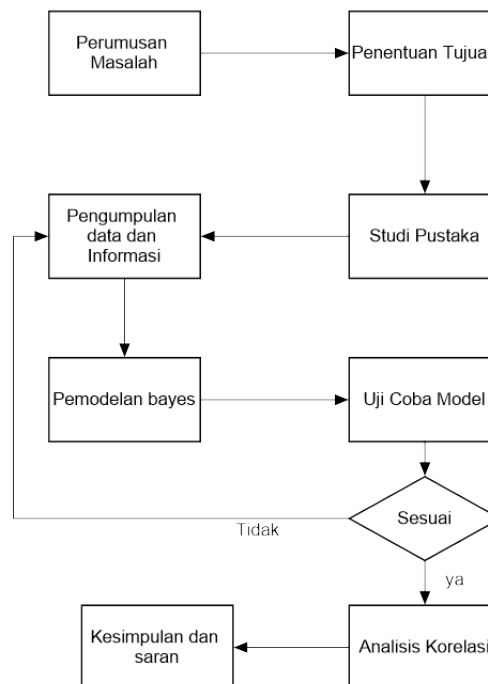 Perumusan
Masalah
Penentuan Tujua
Pengumpulan
data dan
Informasi
Studi Pustaka
Pemodelan bayes
Uji Coba Model
Sesuai
Tidak
ya
Kesimpulan dan
saran
Analisis Korelasi